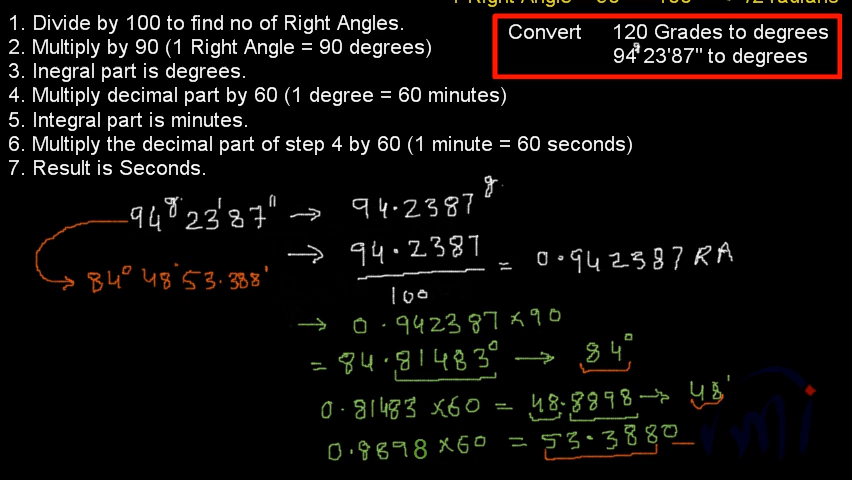 1 Right Angle
1. Divide by 100 to find no of Right Angles.
2. Multiply by 90 (1 Right Angle = 90 degrees)
3. Inegral part is degrees.
4. Multiply decimal part by 60 (1 degree = 60 minutes)
5. Integral part is minutes.
6. Multiply the decimal part of step 4 by 60 (1 minute = 60 seconds)
7. Result is Seconds.
Convert 120 Grades to degrees
94ᵍ23'87" to degrees
94ᵍ 23' 87" → 94.2387ᵍ
→ 94.2387 / 100 = 0.942387 RA
84° 48' 53.388'
→ 0.942387 × 90
= 84.81483° → 84°
0.81483 × 60 = 48.8898 → 48'
0.8898 × 60 = 53.3880